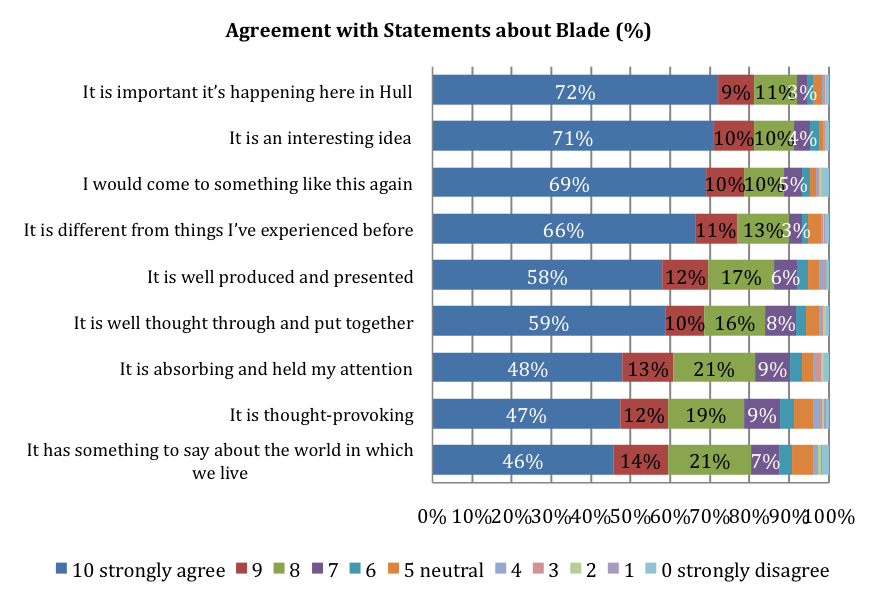 Agreement with Statements about Blade (%)
It is important it’s happening here in Hull 72% 9% 11% 3%
It is an interesting idea 71% 10% 10% 4%
I would come to something like this again 69% 10% 10% 5%
It is different from things I’ve experienced before 66% 11% 13% 3%
It is well produced and presented 58% 12% 17% 6%
It is well thought through and put together 59% 10% 16% 8%
It is absorbing and held my attention 48% 13% 21% 9%
It is thought-provoking 47% 12% 19% 9%
It has something to say about the world in which
we live 46% 14% 21% 7%
0% 10% 20% 30% 40% 50% 60% 70% 80% 90% 100%
10 strongly agree 9 8 7 6 5 neutral 4 3 2 1 0 strongly disagree